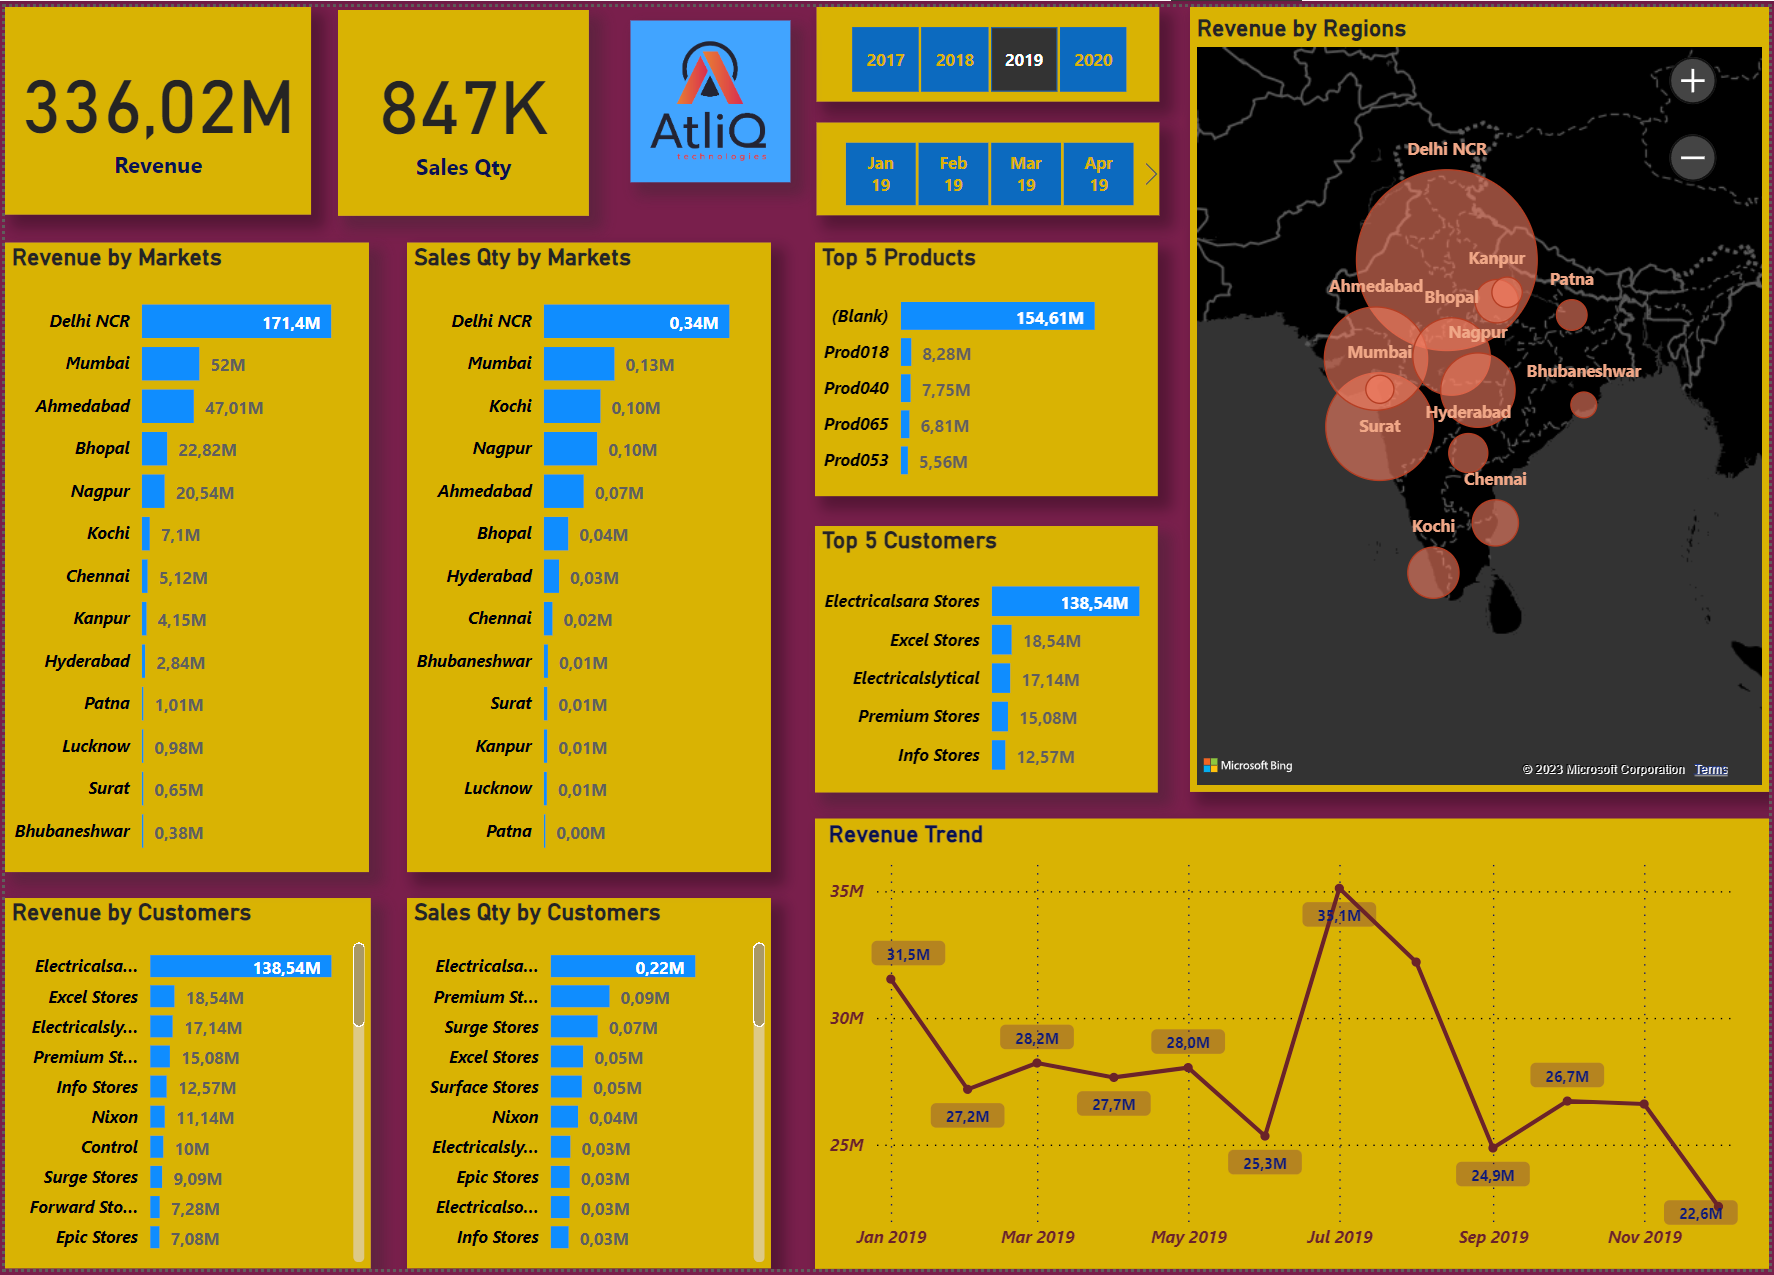 336,02M
Revenue
847K
Sales Qty
AtliQ
technologies
2017
2018
2019
2020
Jan
19
Feb
19
Mar
19
Apr
19
Revenue by Regions
Delhi NCR
Kanpur
Patna
Ahmedabad
Bhopal
Nagpur
Mumbai
Bhubaneshwar
Hyderabad
Surat
Chennai
Kochi
Microsoft Bing
© 2023 Microsoft Corporation Terms
Revenue by Markets
Delhi NCR 171,4M
Mumbai 52M
Ahmedabad 47,01M
Bhopal 22,82M
Nagpur 20,54M
Kochi 7,1M
Chennai 5,12M
Kanpur 4,15M
Hyderabad 2,84M
Patna 1,01M
Lucknow 0,98M
Surat 0,65M
Bhubaneshwar 0,38M
Sales Qty by Markets
Delhi NCR 0,34M
Mumbai 0,13M
Kochi 0,10M
Nagpur 0,10M
Ahmedabad 0,07M
Bhopal 0,04M
Hyderabad 0,03M
Chennai 0,02M
Bhubaneshwar 0,01M
Surat 0,01M
Kanpur 0,01M
Lucknow 0,01M
Patna 0,00M
Top 5 Products
(Blank) 154,61M
Prod018 8,28M
Prod040 7,75M
Prod065 6,81M
Prod053 5,56M
Top 5 Customers
Electricalsara Stores 138,54M
Excel Stores 18,54M
Electricalslytical 17,14M
Premium Stores 15,08M
Info Stores 12,57M
Revenue by Customers
Electricalsa... 138,54M
Excel Stores 18,54M
Electricalsly... 17,14M
Premium St... 15,08M
Info Stores 12,57M
Nixon 11,14M
Control 10M
Surge Stores 9,09M
Forward Sto... 7,28M
Epic Stores 7,08M
Sales Qty by Customers
Electricalsa... 0,22M
Premium St... 0,09M
Surge Stores 0,07M
Excel Stores 0,05M
Surface Stores 0,05M
Nixon 0,04M
Electricalsly... 0,03M
Epic Stores 0,03M
Electricalso... 0,03M
Info Stores 0,03M
Revenue Trend
35M
30M
25M
31,5M
27,2M
28,2M
27,7M
28,0M
25,3M
35,1M
24,9M
26,7M
22,6M
Jan 2019
Mar 2019
May 2019
Jul 2019
Sep 2019
Nov 2019